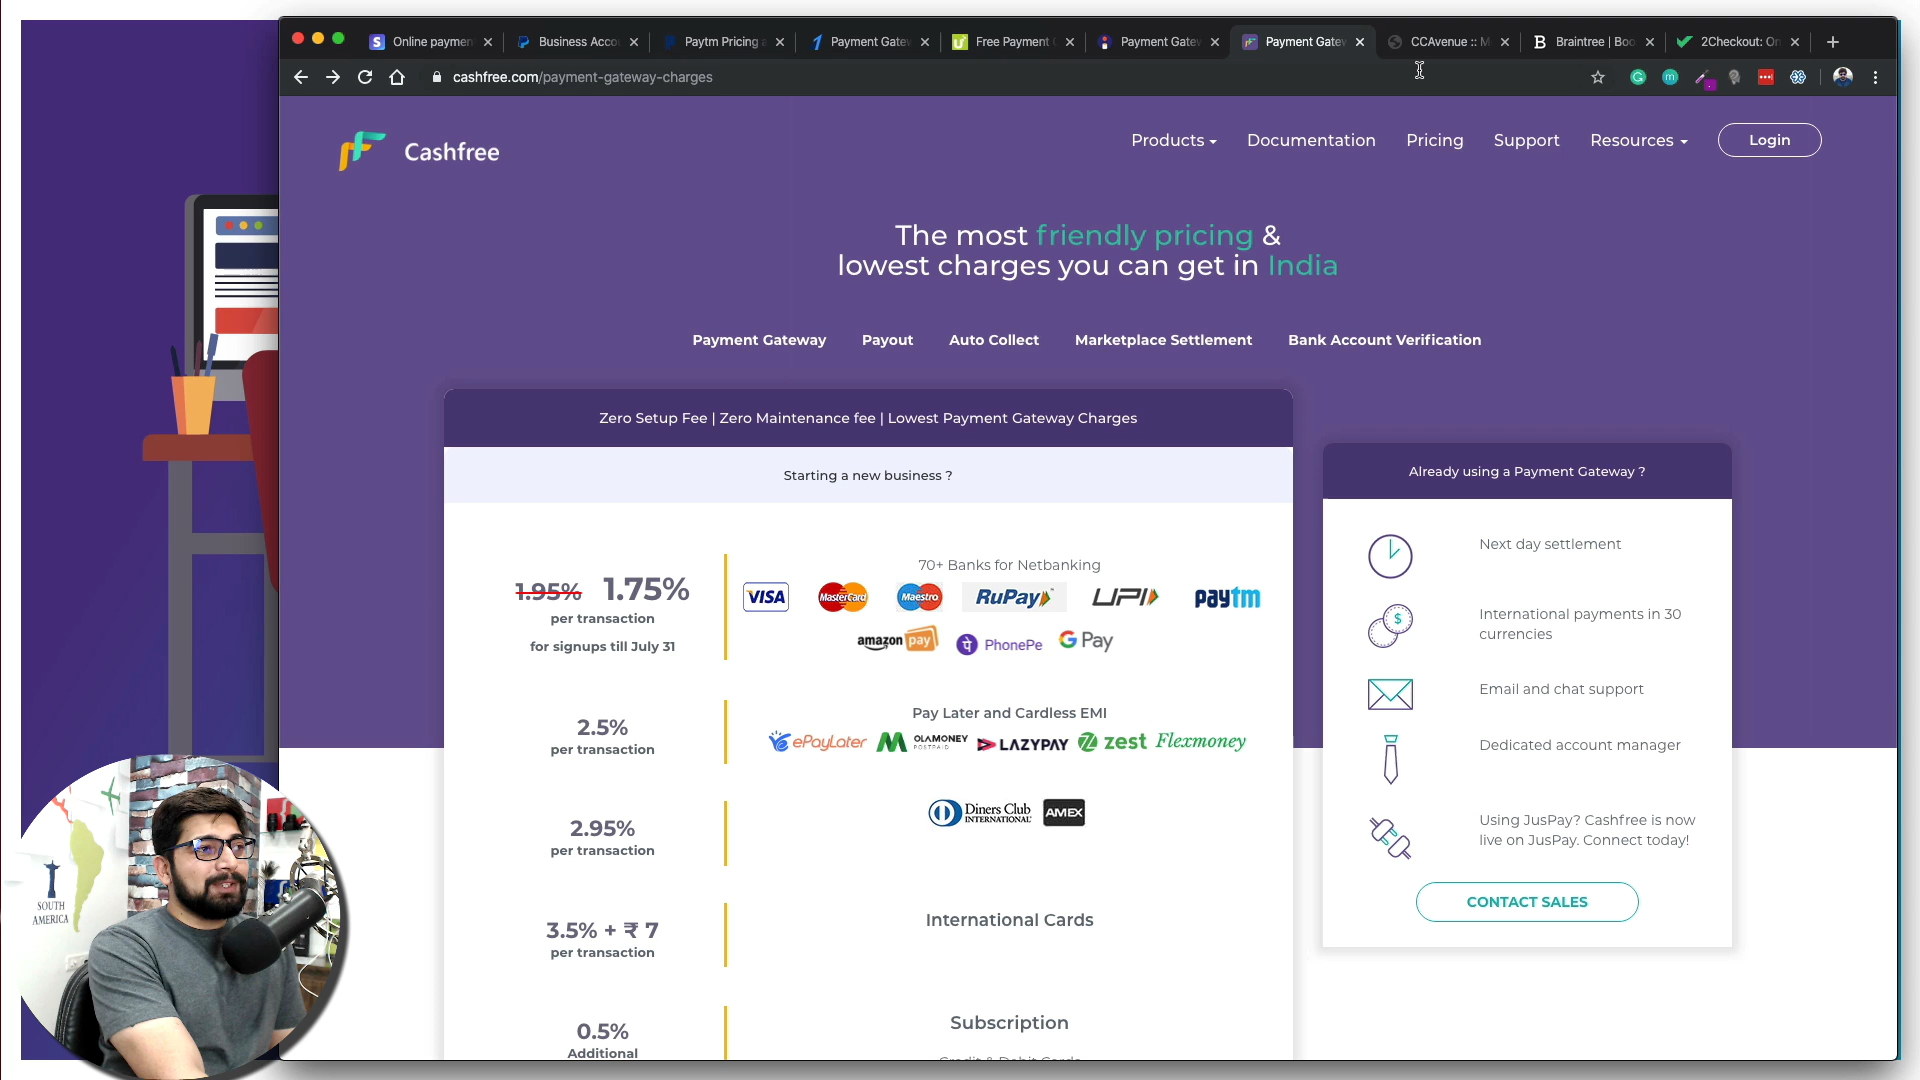 Online paymen
Business Acco
Paytm Pricing a
Payment Gatew
Free Payment G
Payment Gatew
Payment Gatew
CCAvenue :: M
Braintree | Boo
2Checkout: On
cashfree.com/payment-gateway-charges
Cashfree
Products
Documentation
Pricing
Support
Resources
Login
The most friendly pricing &
lowest charges you can get in India
Payment Gateway
Payout
Auto Collect
Marketplace Settlement
Bank Account Verification
Zero Setup Fee | Zero Maintenance fee | Lowest Payment Gateway Charges
Starting a new business ?
1.95% 1.75%
per transaction
for signups till July 31
70+ Banks for Netbanking
VISA MasterCard Maestro RuPay UPI paytm
amazon pay PhonePe G Pay
2.5%
per transaction
Pay Later and Cardless EMI
ePayLater OLAMONEY POSTPAID LAZYPAY zest Flexmoney
2.95%
per transaction
Diners Club INTERNATIONAL AMEX
3.5% + ₹ 7
per transaction
International Cards
0.5%
Additional
Subscription
Credit & Debit Cards
Already using a Payment Gateway ?
Next day settlement
International payments in 30
currencies
Email and chat support
Dedicated account manager
Using JusPay? Cashfree is now
live on JusPay. Connect today!
CONTACT SALES
SOUTH
AMERICA